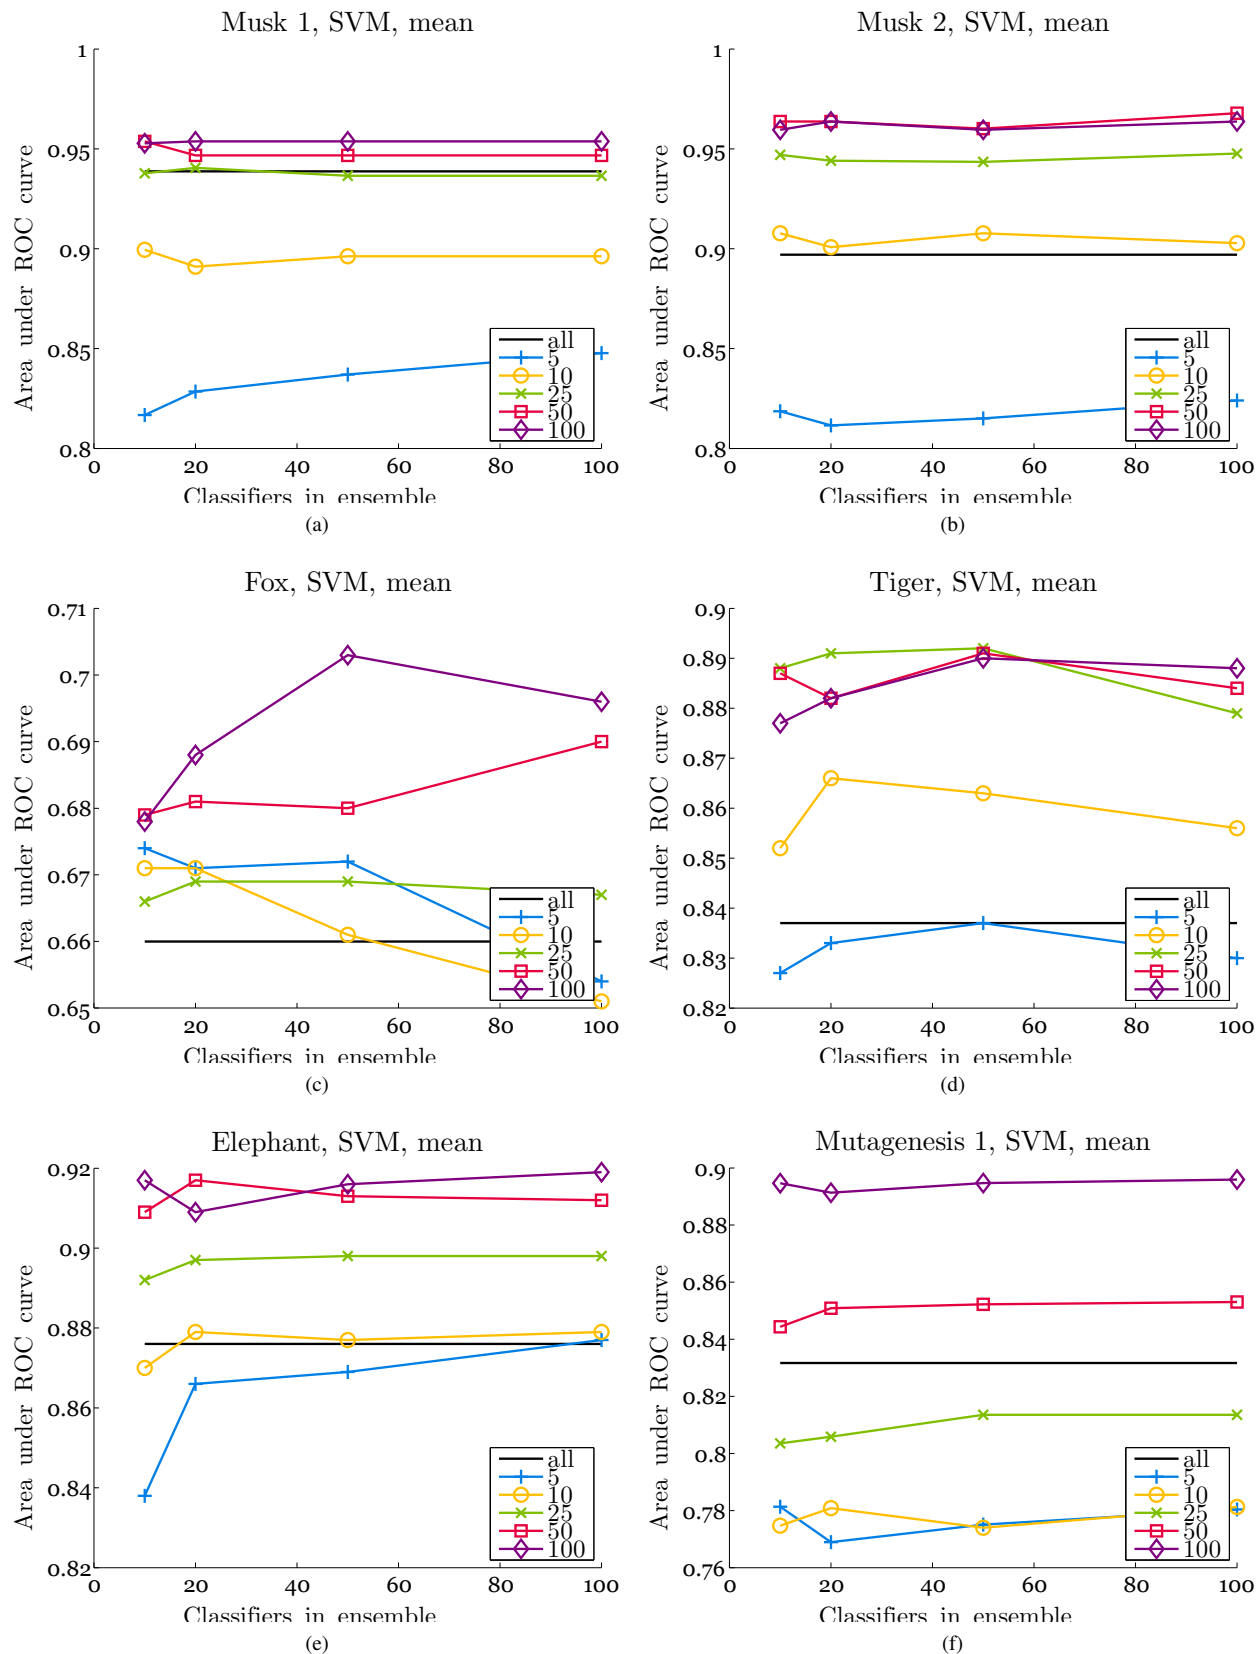 Musk 1, SVM, mean
1
0.95
0.9
0.85
0.8
0 20 40 60 80 100
Area under ROC curve
Classifiers in ensemble
all
5
10
25
50
100
(a)
Musk 2, SVM, mean
1
0.95
0.9
0.85
0.8
0 20 40 60 80 100
Area under ROC curve
Classifiers in ensemble
all
5
10
25
50
100
(b)
Fox, SVM, mean
0.71
0.7
0.69
0.68
0.67
0.66
0.65
0 20 40 60 80 100
Area under ROC curve
Classifiers in ensemble
all
5
10
25
50
100
(c)
Tiger, SVM, mean
0.9
0.89
0.88
0.87
0.86
0.85
0.84
0.83
0.82
0 20 40 60 80 100
Area under ROC curve
Classifiers in ensemble
all
5
10
25
50
100
(d)
Elephant, SVM, mean
0.92
0.9
0.88
0.86
0.84
0.82
0 20 40 60 80 100
Area under ROC curve
Classifiers in ensemble
all
5
10
25
50
100
(e)
Mutagenesis 1, SVM, mean
0.9
0.88
0.86
0.84
0.82
0.8
0.78
0.76
0 20 40 60 80 100
Area under ROC curve
Classifiers in ensemble
all
5
10
25
50
100
(f)